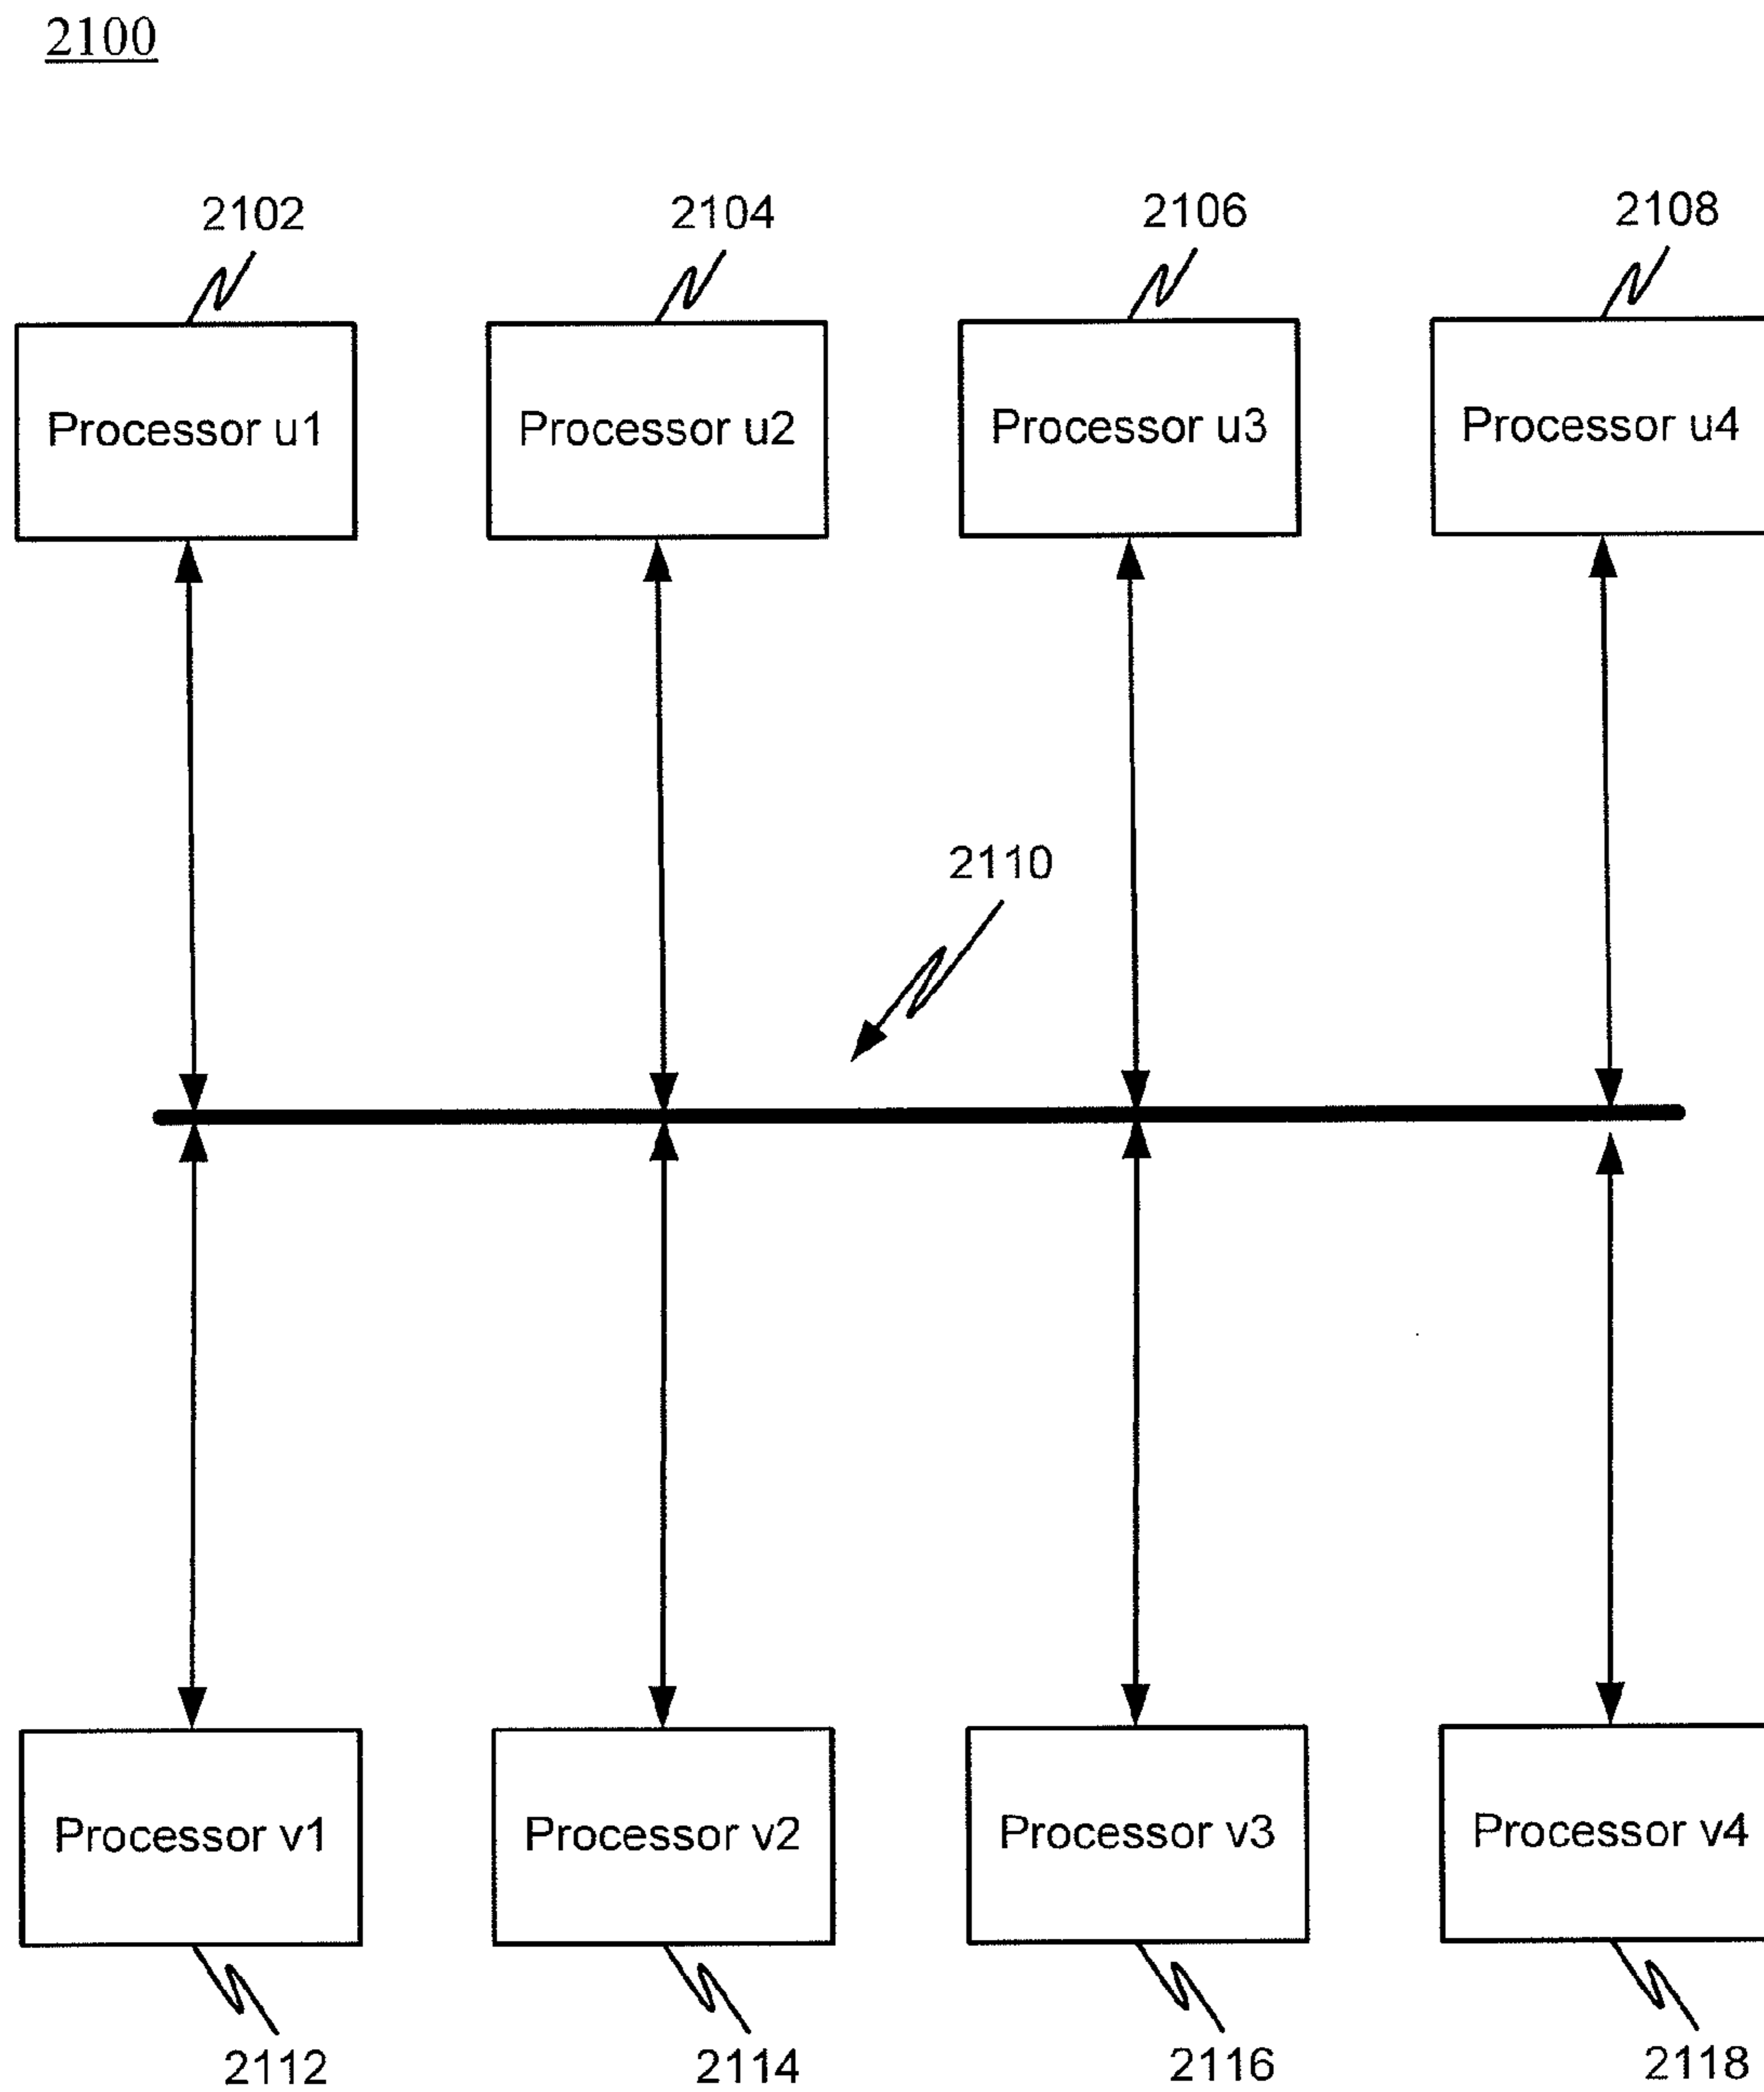 2100
2102
2104
2106
2108
Processor u1
Processor u2
Processor u3
Processor u4
2110
Processor v1
Processor v2
Processor v3
Processor v4
2112
2114
2116
2118